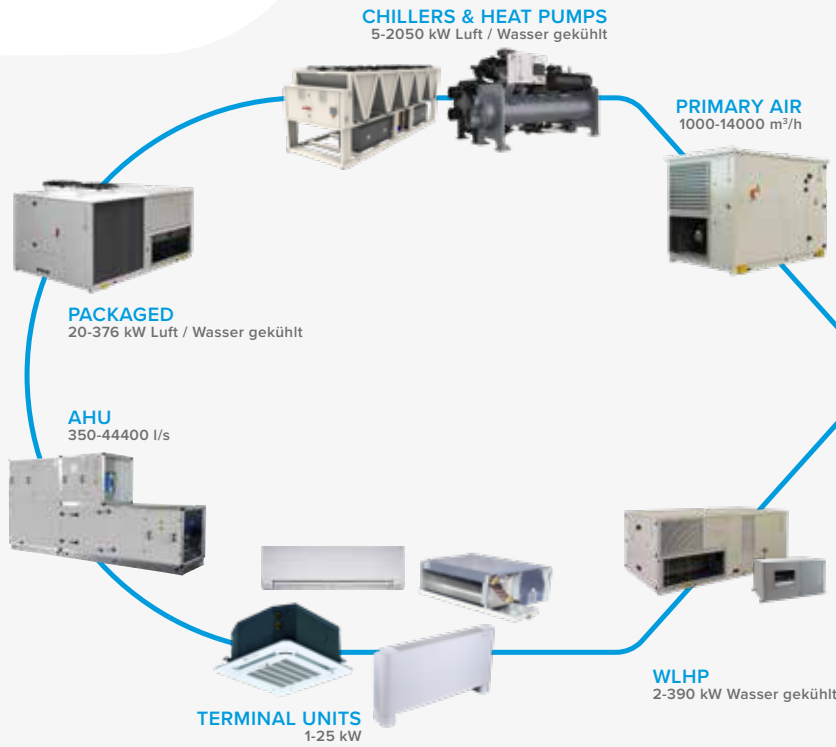 CHILLERS & HEAT PUMPS
5-2050 kW Luft / Wasser gekühlt
PRIMARY AIR
1000-14000 m³/h
PACKAGED
20-376 kW Luft / Wasser gekühlt
AHU
350-44400 l/s
WLHP
2-390 kW Wasser gekühlt
TERMINAL UNITS
1-25 kW